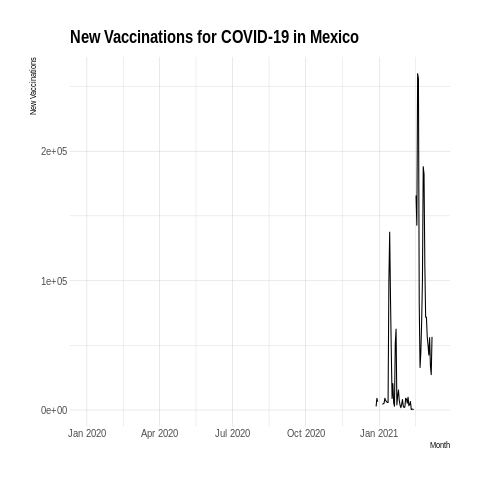 New Vaccinations for COVID-19 in Mexico
New Vaccinations
2e+05
1e+05
0e+00
Jan 2020 Apr 2020 Jul 2020 Oct 2020 Jan 2021
Month